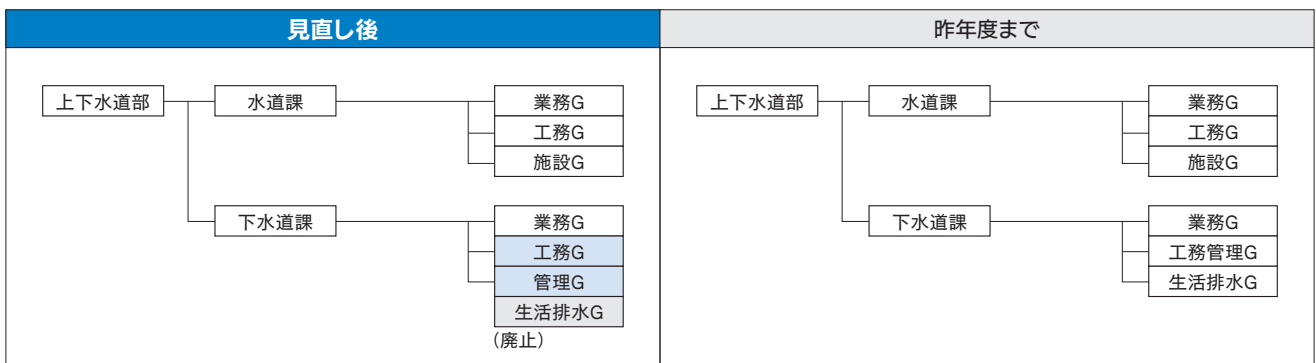 見直し後
上下水道部
水道課
業務G
工務G
施設G
下水道課
業務G
工務G
管理G
生活排水G
(廃止)
昨年度まで
上下水道部
水道課
業務G
工務G
施設G
下水道課
業務G
工務管理G
生活排水G